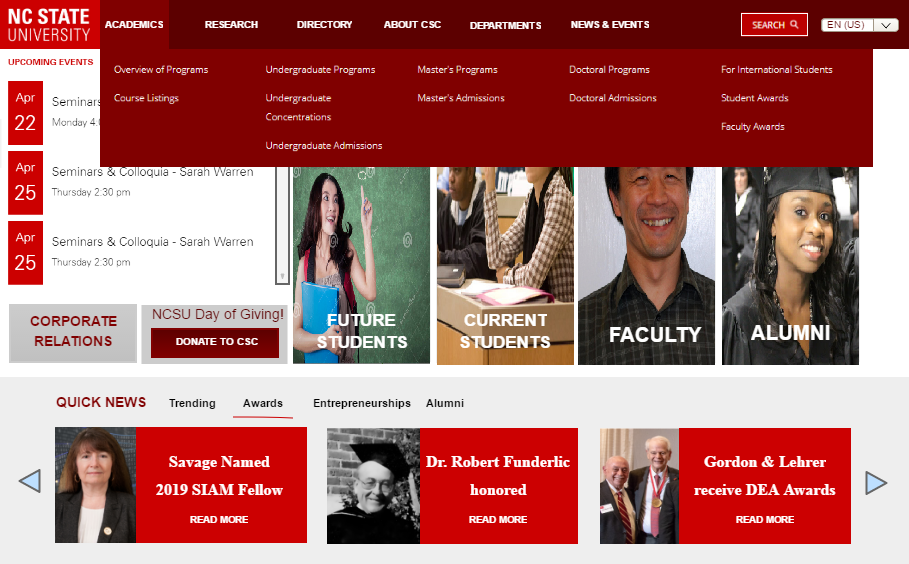 NC STATE
UNIVERSITY
ACADEMICS
RESEARCH
DIRECTORY
ABOUT CSC
DEPARTMENTS
NEWS & EVENTS
SEARCH
EN (US)
Overview of Programs
Course Listings
Undergraduate Programs
Undergraduate
Concentrations
Undergraduate Admissions
Master's Programs
Master's Admissions
Doctoral Programs
Doctoral Admissions
For International Students
Student Awards
Faculty Awards
UPCOMING EVENTS
Apr
22
Seminars
Monday 4:
Apr
25
Seminars & Colloquia - Sarah Warren
Thursday 2:30 pm
Apr
25
Seminars & Colloquia - Sarah Warren
Thursday 2:30 pm
CORPORATE
RELATIONS
NCSU Day of Giving!
DONATE TO CSC
FUTURE
STUDENTS
CURRENT
STUDENTS
FACULTY
ALUMNI
QUICK NEWS
Trending
Awards
Entrepreneurships
Alumni
Savage Named
2019 SIAM Fellow
READ MORE
Dr. Robert Funderlic
honored
READ MORE
Gordon & Lehrer
receive DEA Awards
READ MORE